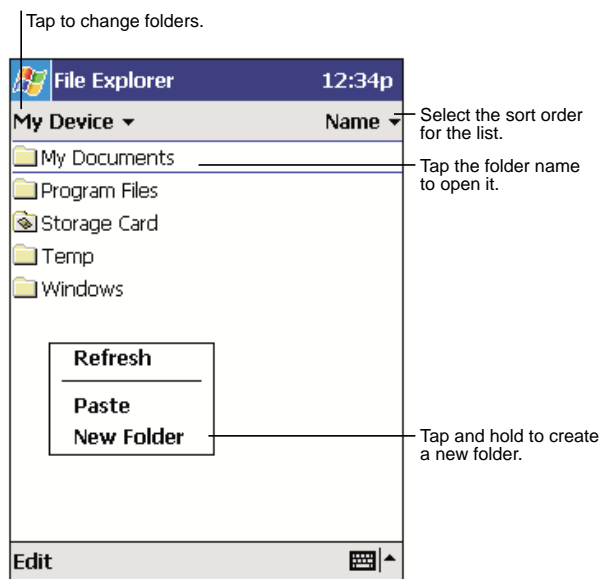 Tap to change folders.
File Explorer 12:34p
My Device Name
Select the sort order
for the list.
My Documents
Tap the folder name
to open it.
Program Files
Storage Card
Temp
Windows
Refresh
Paste
New Folder
Tap and hold to create
a new folder.
Edit